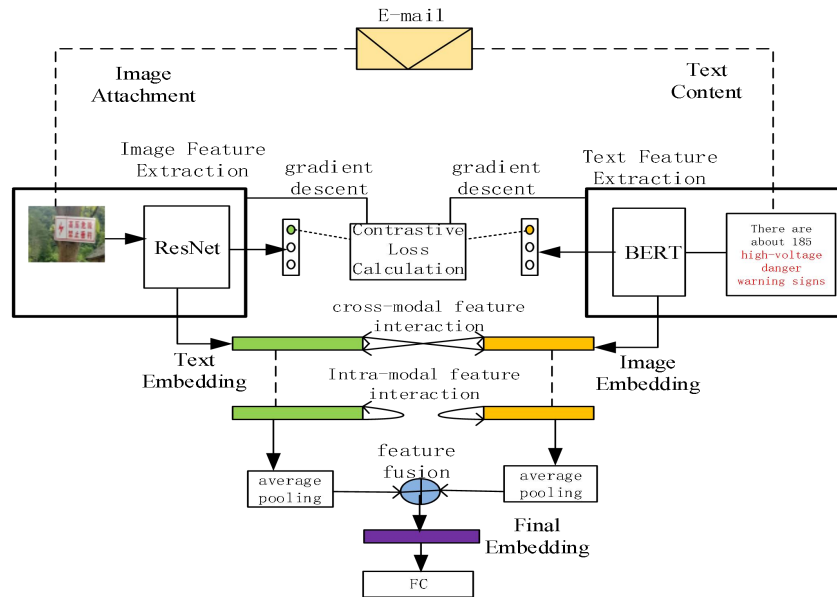 E-mail
Image
Attachment
Text
Content
Image Feature
Extraction
gradient
descent
gradient
descent
Text Feature
Extraction
ResNet
Contrastive
Loss
Calculation
BERT
There are
about 185
high-voltage
danger
warning signs
cross-modal feature
interaction
Text
Embedding
Image
Embedding
Intra-modal feature
interaction
feature
fusion
average
pooling
average
pooling
Final
Embedding
FC